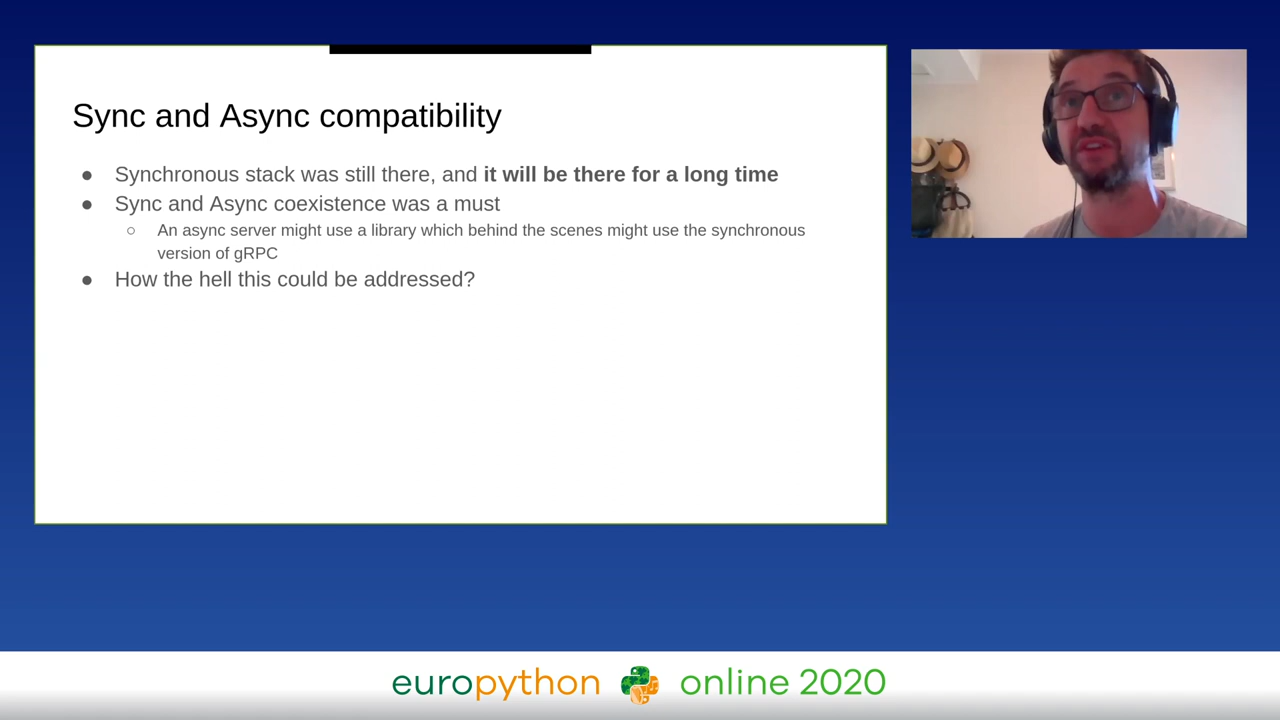 Sync and Async compatibility
● Synchronous stack was still there, and it will be there for a long time
● Sync and Async coexistence was a must
○ An async server might use a library which behind the scenes might use the synchronous
version of gRPC
● How the hell this could be addressed?
europython online 2020